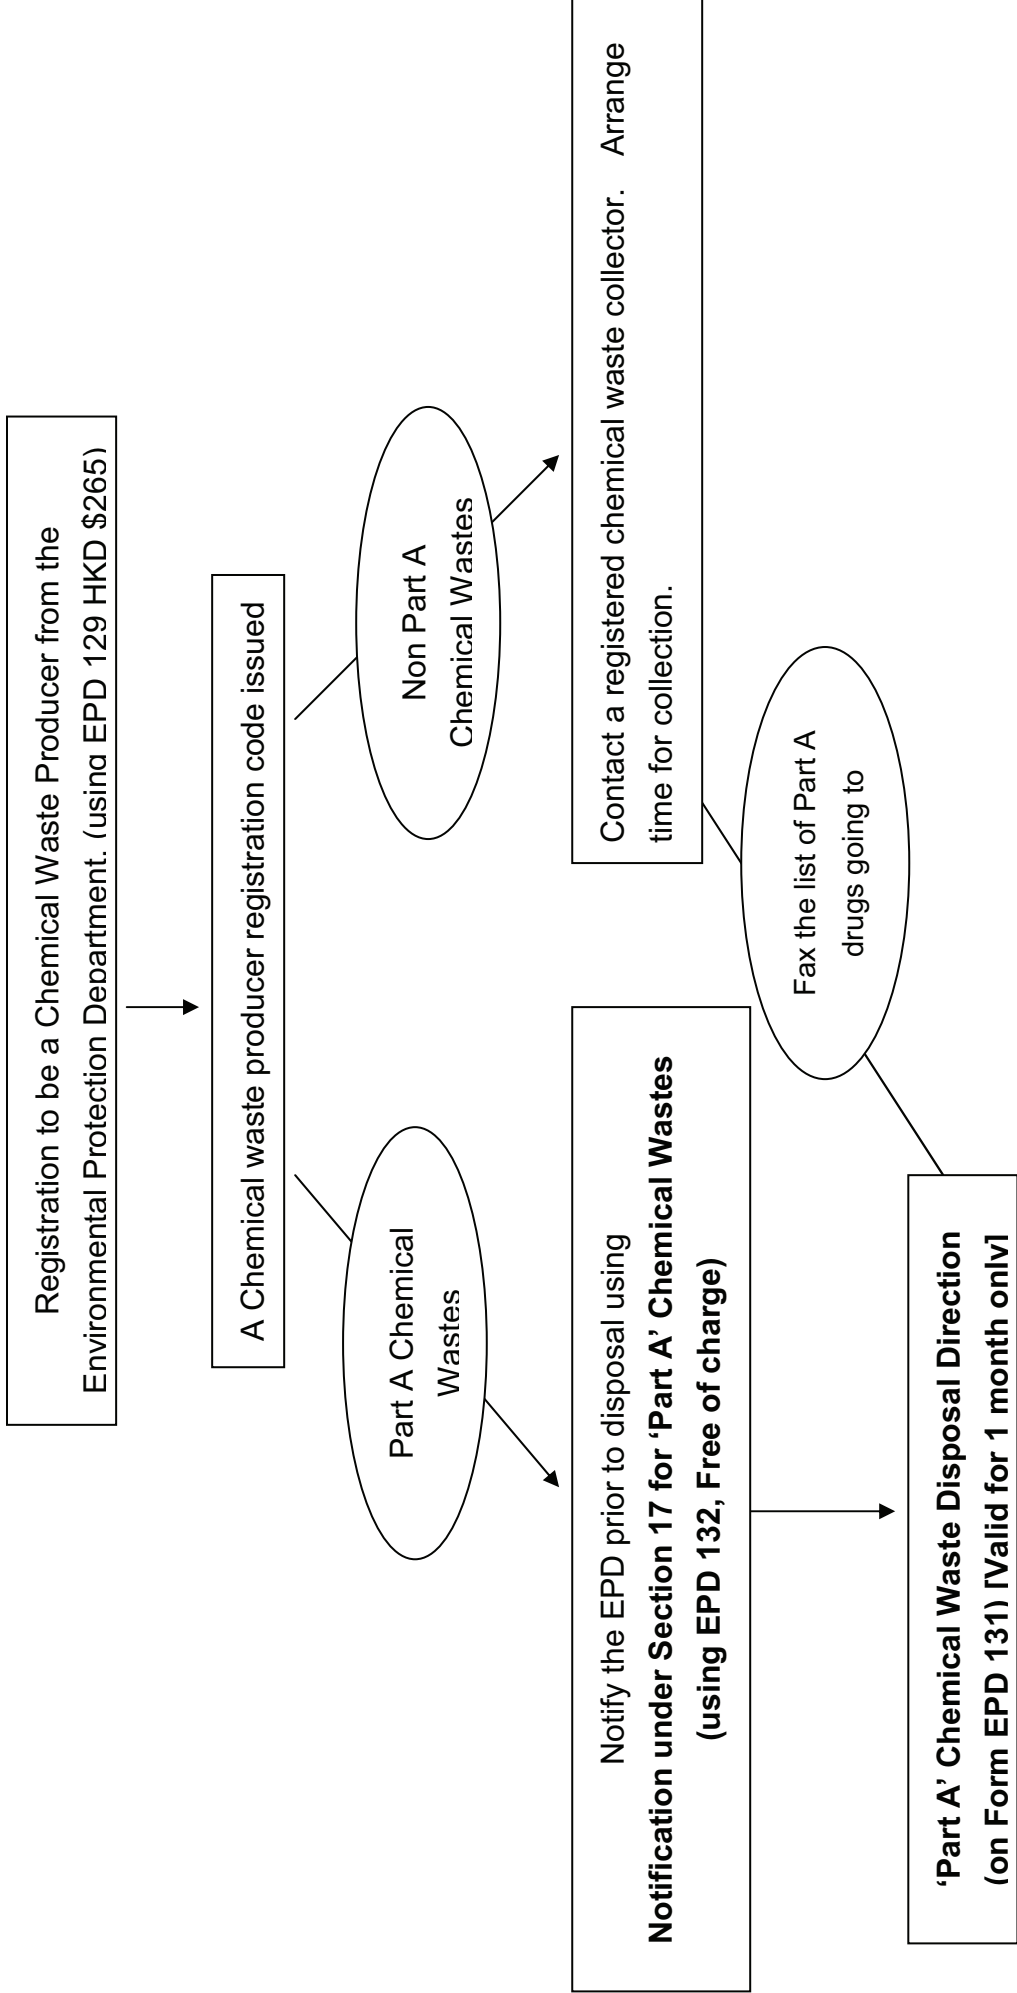 Registration to be a Chemical Waste Producer from the
Environmental Protection Department. (using EPD 129 HKD $265)
A Chemical waste producer registration code issued
Part A Chemical
Wastes
Non Part A
Chemical Wastes
Notify the EPD prior to disposal using
Notification under Section 17 for ‘Part A’ Chemical Wastes
(using EPD 132, Free of charge)
Contact a registered chemical waste collector. Arrange
time for collection.
Fax the list of Part A
drugs going to
‘Part A’ Chemical Waste Disposal Direction
(on Form EPD 131) [Valid for 1 month only]